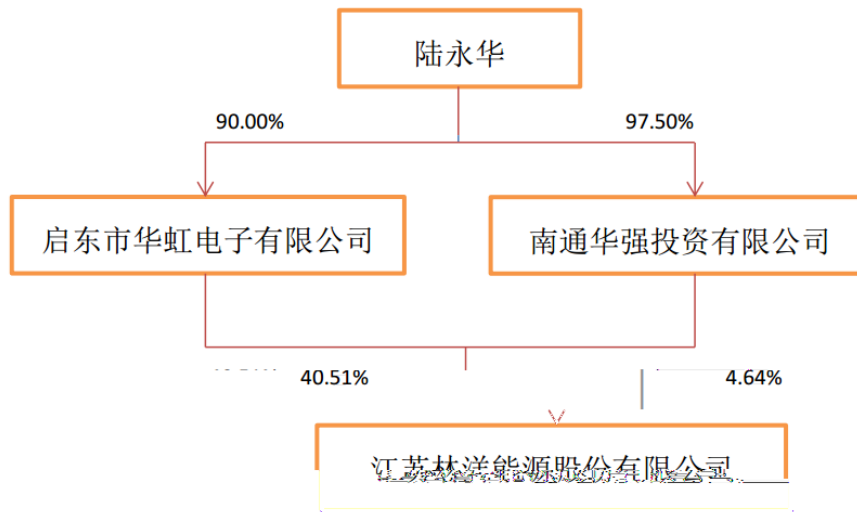 陆永华
90.00%
97.50%
启东市华虹电子有限公司
南通华强投资有限公司
40.51%
4.64%
江苏林洋能源股份有限公司